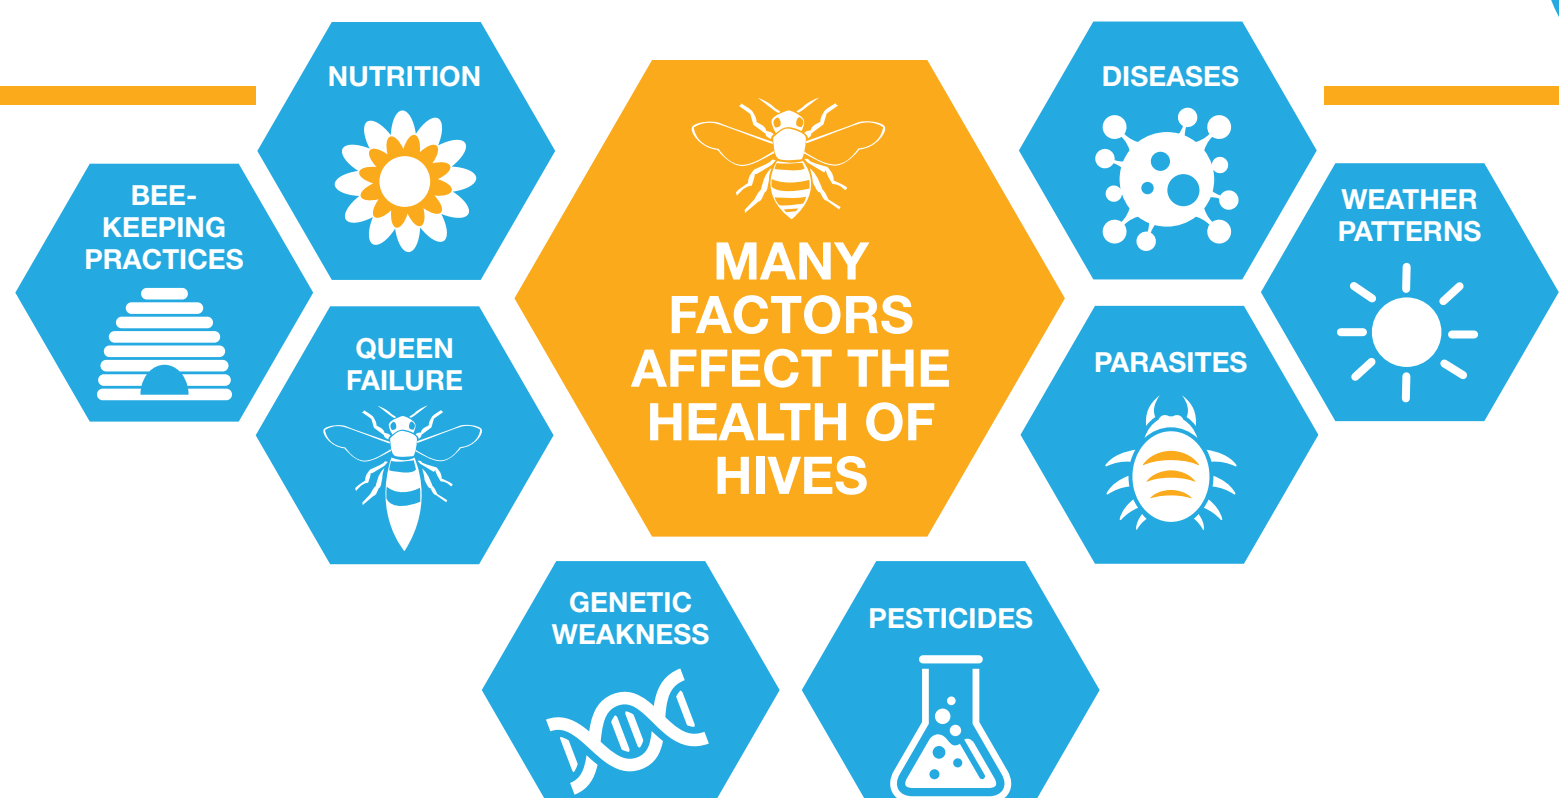 NUTRITION
DISEASES
BEE-
KEEPING
PRACTICES
WEATHER
PATTERNS
MANY
FACTORS
AFFECT THE
HEALTH OF
HIVES
QUEEN
FAILURE
PARASITES
GENETIC
WEAKNESS
PESTICIDES